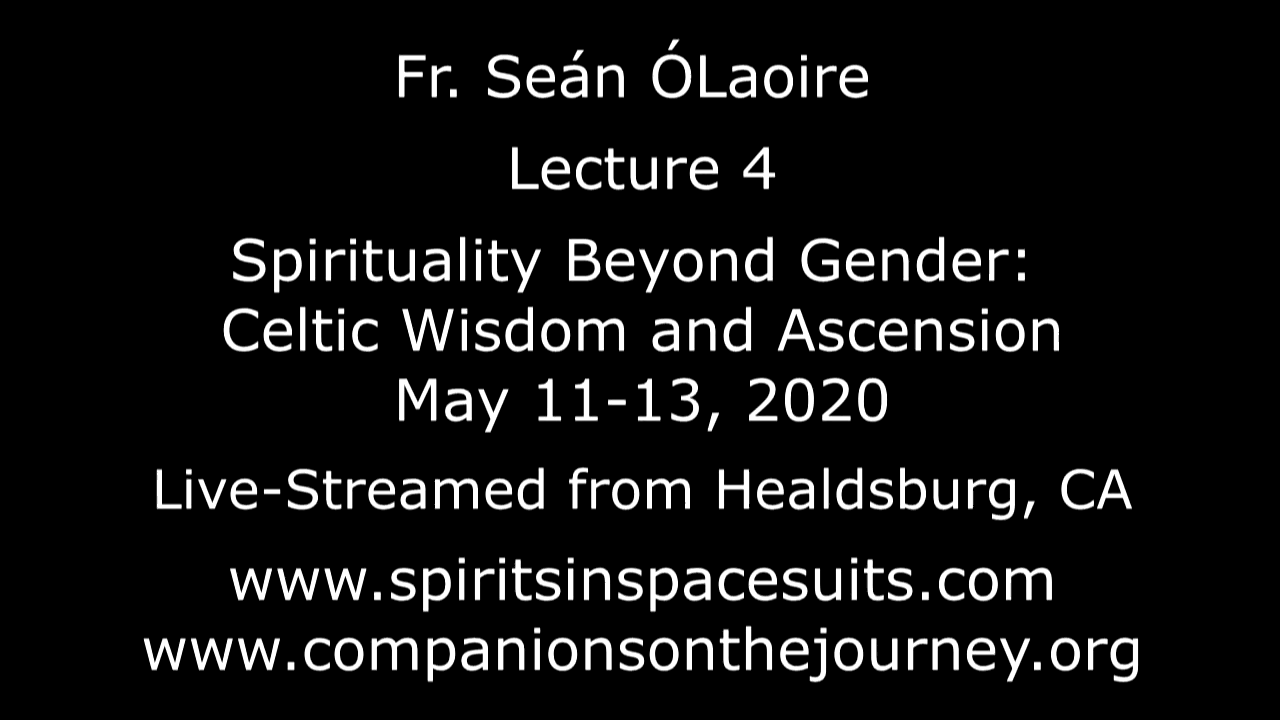 Fr. Seán ÓLaoire
Lecture 4
Spirituality Beyond Gender:
Celtic Wisdom and Ascension
May 11-13, 2020
Live-Streamed from Healdsburg, CA
www.spiritsinspacesuits.com
www.companionsonthejourney.org